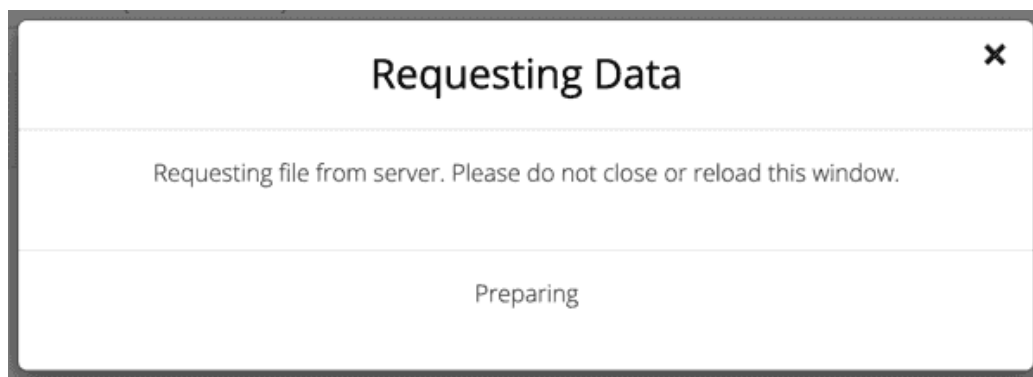 Requesting Data
Requesting file from server. Please do not close or reload this window.
Preparing